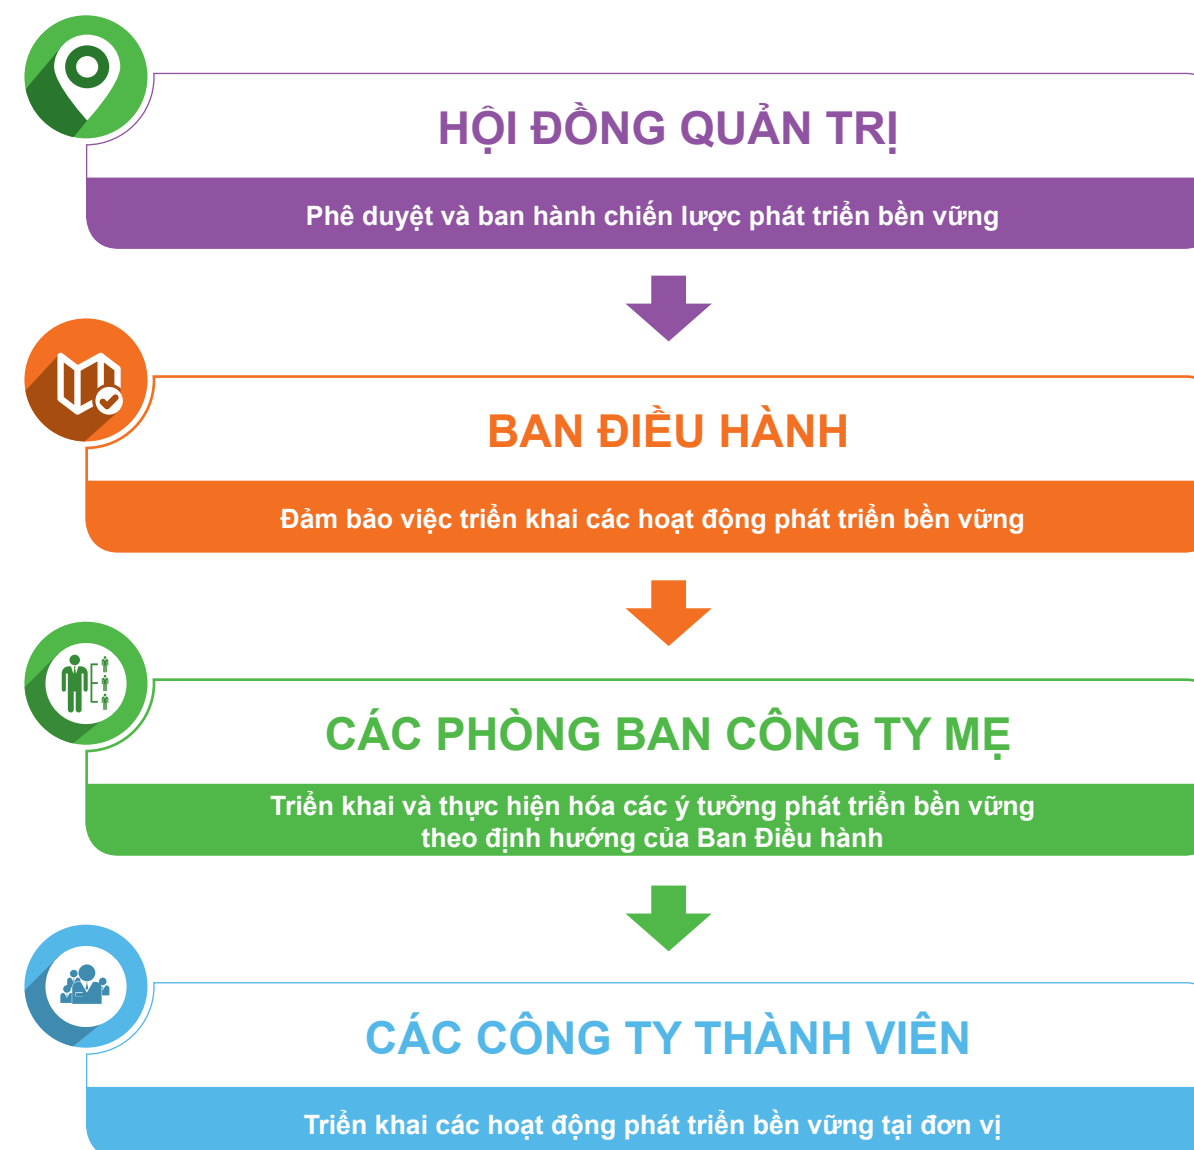 HỘI ĐỒNG QUẢN TRỊ
Phê duyệt và ban hành chiến lược phát triển bền vững
BAN ĐIỀU HÀNH
Đảm bảo việc triển khai các hoạt động phát triển bền vững
CÁC PHÒNG BAN CÔNG TY MẸ
Triển khai và thực hiện hóa các ý tưởng phát triển bền vững
theo định hướng của Ban Điều hành
CÁC CÔNG TY THÀNH VIÊN
Triển khai các hoạt động phát triển bền vững tại đơn vị